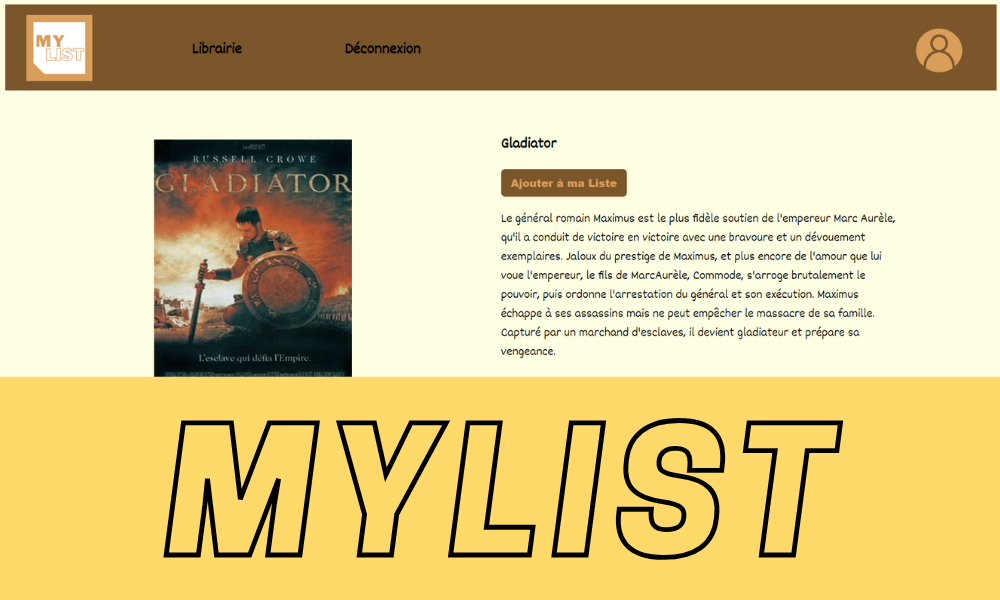 MY
LIST
Librairie
Déconnexion
RUSSELL CROWE
GLADIATOR
L'esclave qui défia l'Empire.
Gladiator
Ajouter à ma Liste
Le général romain Maximus est le plus fidèle soutien de l'empereur Marc Aurèle,
qu'il a conduit de victoire en victoire avec une bravoure et un dévouement
exemplaires. Jaloux du prestige de Maximus, et plus encore de l'amour que lui
voue l'empereur, le fils de MarcAurèle, Commode, s'arroge brutalement le
pouvoir, puis ordonne l'arrestation du général et son exécution. Maximus
échappe à ses assassins mais ne peut empêcher le massacre de sa famille.
Capturé par un marchand d'esclaves, il devient gladiateur et prépare sa
vengeance.
MYLIST